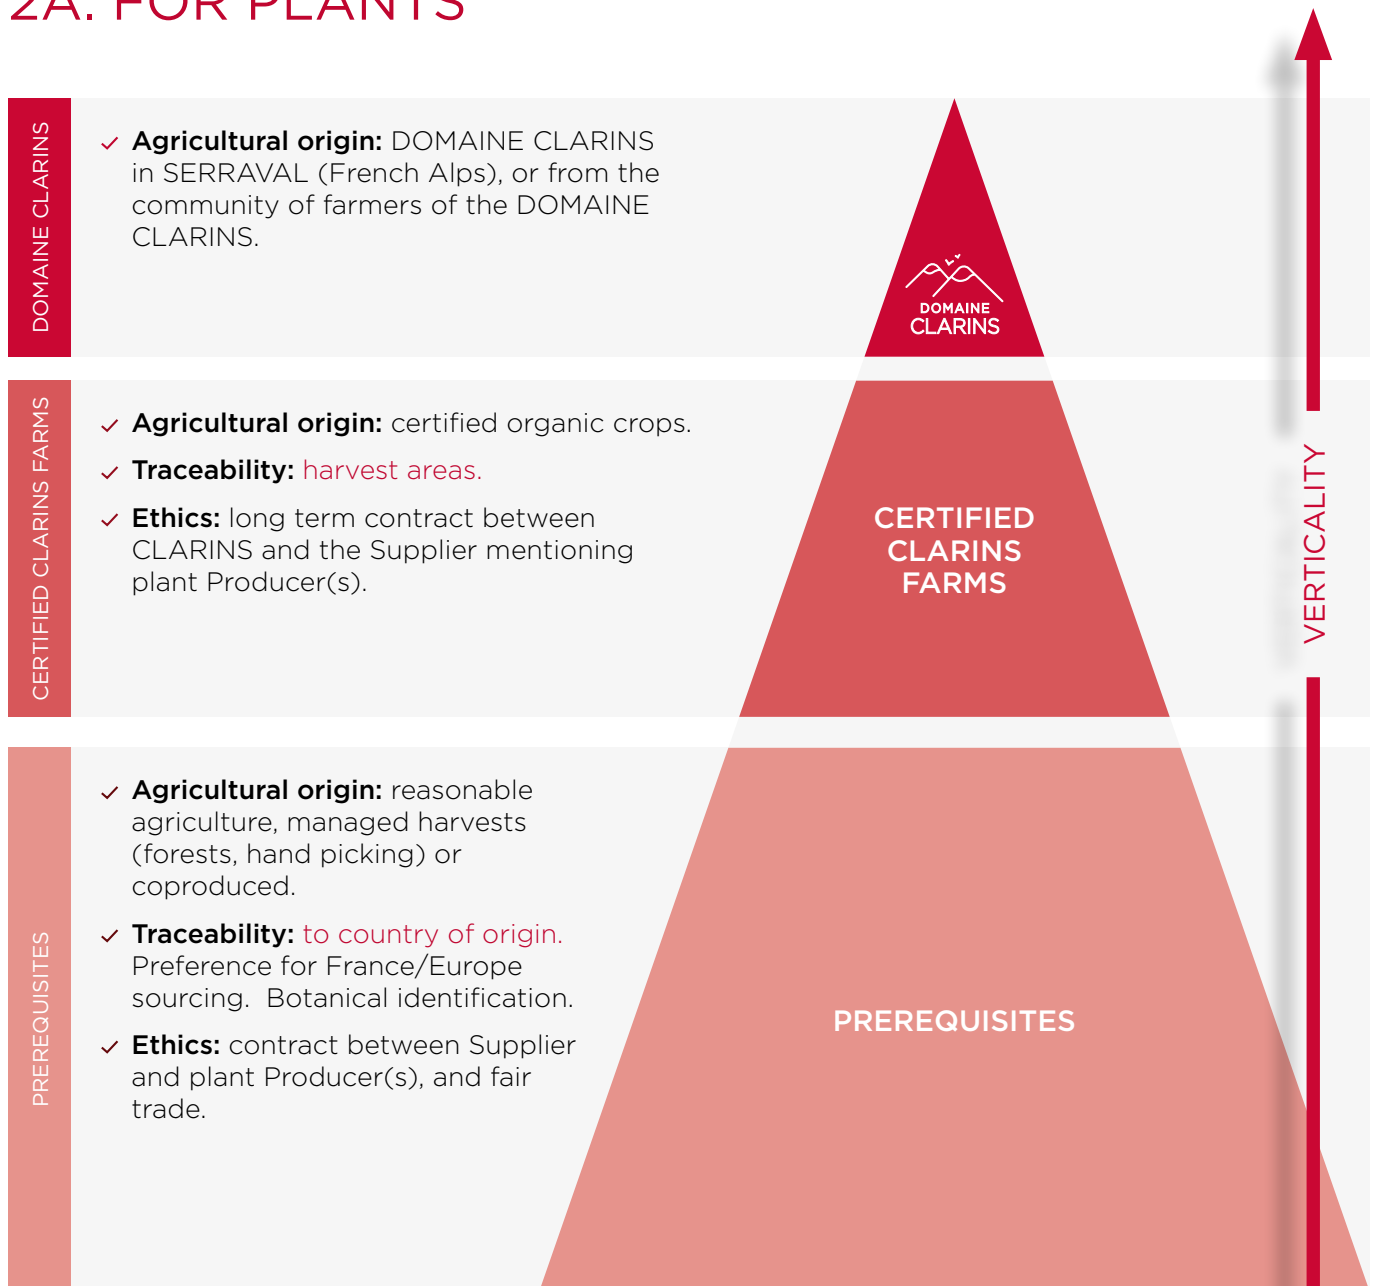 2A. FOR PLANTS
DOMAINE CLARINS
Agricultural origin: DOMAINE CLARINS
in SERRAVAL (French Alps), or from the
community of farmers of the DOMAINE
CLARINS.
DOMAINE
CLARINS
CERTIFIED CLARINS FARMS
Agricultural origin: certified organic crops.
Traceability: harvest areas.
Ethics: long term contract between
CLARINS and the Supplier mentioning
plant Producer(s).
CERTIFIED
CLARINS
FARMS
VERTICALITY
PREREQUISITES
Agricultural origin: reasonable
agriculture, managed harvests
(forests, hand picking) or
coproduced.
Traceability: to country of origin.
Preference for France/Europe
sourcing.  Botanical identification.
Ethics: contract between Supplier
and plant Producer(s), and fair
trade.
PREREQUISITES